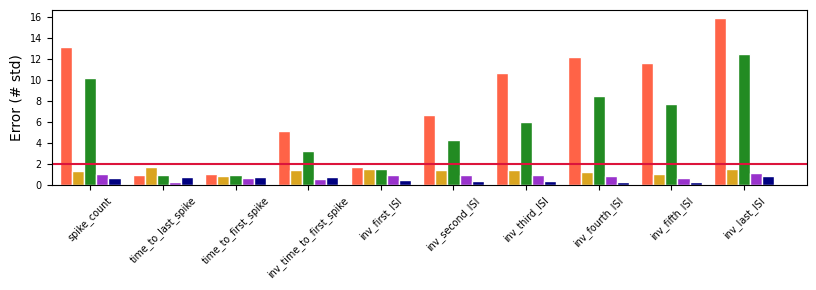 Error (# std)
16
14
12
10
8
6
4
2
0
spike_count
time_to_last_spike
time_to_first_spike
inv_time_to_first_spike
inv_first_ISI
inv_second_ISI
inv_third_ISI
inv_fourth_ISI
inv_fifth_ISI
inv_last_ISI